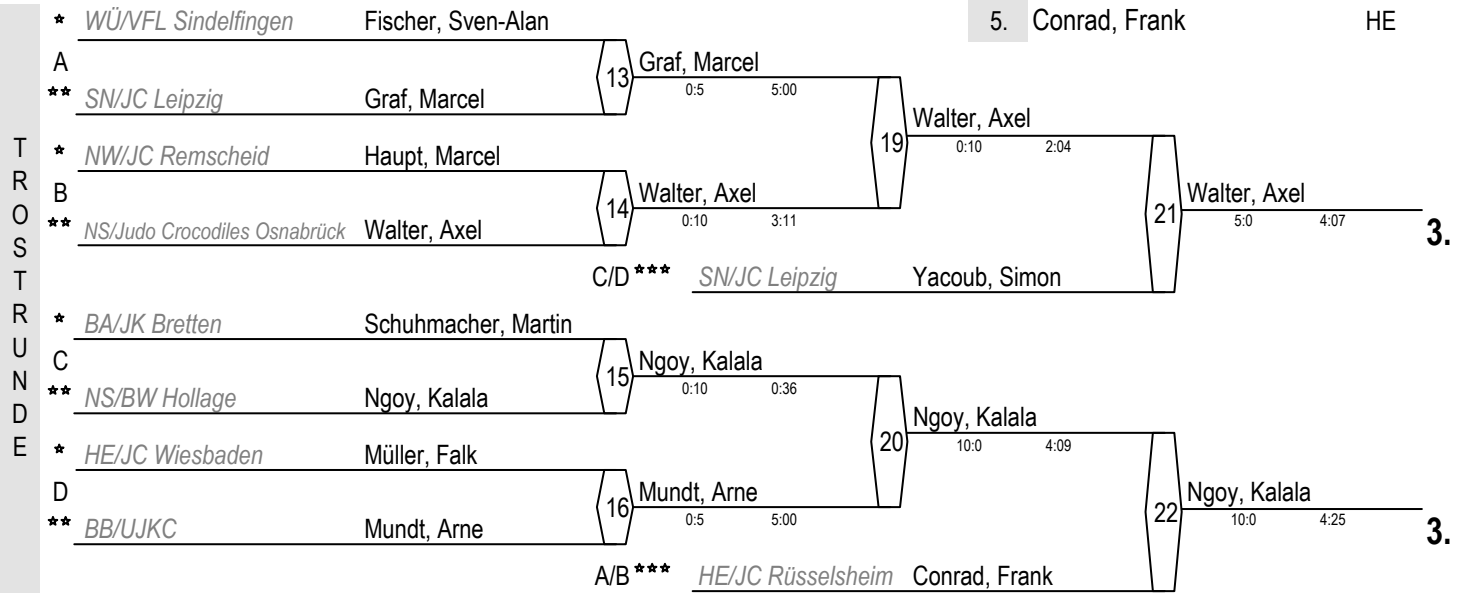 TROSTRUNDE
* WÜ/VFL Sindelfingen Fischer, Sven-Alan
5. Conrad, Frank HE
A
13 Graf, Marcel
0:5 5:00
** SN/JC Leipzig Graf, Marcel
19 Walter, Axel
0:10 2:04
* NW/JC Remscheid Haupt, Marcel
B
14 Walter, Axel
0:10 3:11
21 Walter, Axel
5:0 4:07
3.
** NS/Judo Crocodiles Osnabrück Walter, Axel
C/D *** SN/JC Leipzig Yacoub, Simon
* BA/JK Bretten Schuhmacher, Martin
C
15 Ngoy, Kalala
0:10 0:36
** NS/BW Hollage Ngoy, Kalala
20 Ngoy, Kalala
10:0 4:09
* HE/JC Wiesbaden Müller, Falk
D
16 Mundt, Arne
0:5 5:00
22 Ngoy, Kalala
10:0 4:25
3.
** BB/UJKC Mundt, Arne
A/B *** HE/JC Rüsselsheim Conrad, Frank